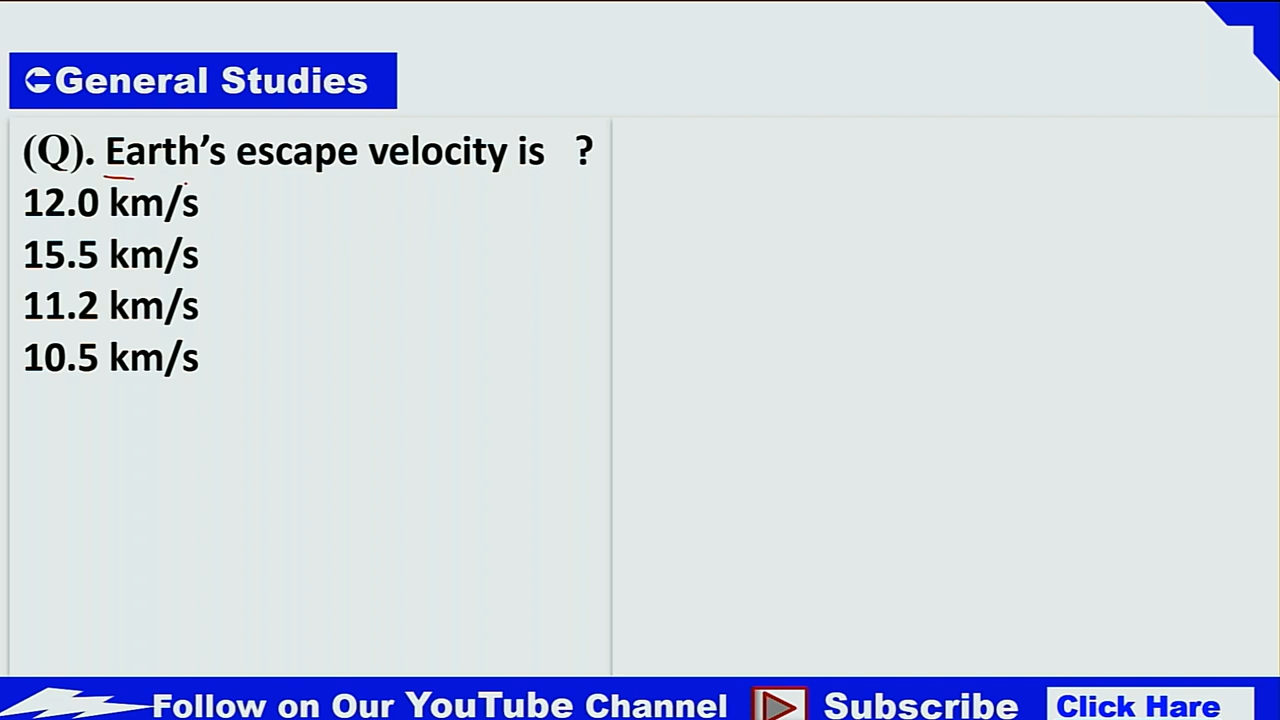 General Studies
(Q). Earth’s escape velocity is ?
12.0 km/s
15.5 km/s
11.2 km/s
10.5 km/s
Follow on Our YouTube Channel Subscribe Click Hare